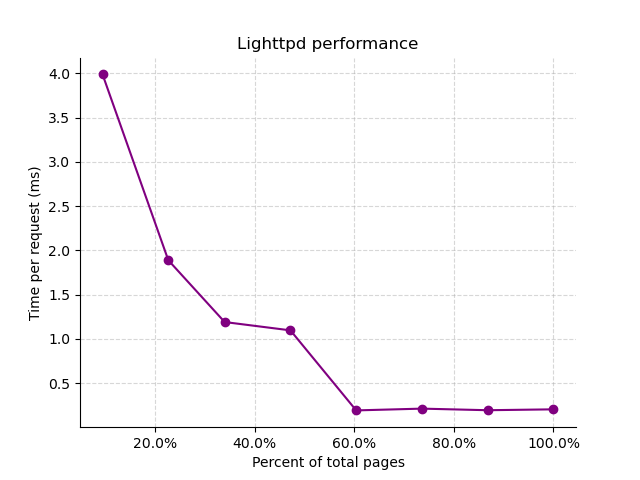 Lighttpd performance
Time per request (ms)
4.0
3.5
3.0
2.5
2.0
1.5
1.0
0.5
20.0% 40.0% 60.0% 80.0% 100.0%
Percent of total pages